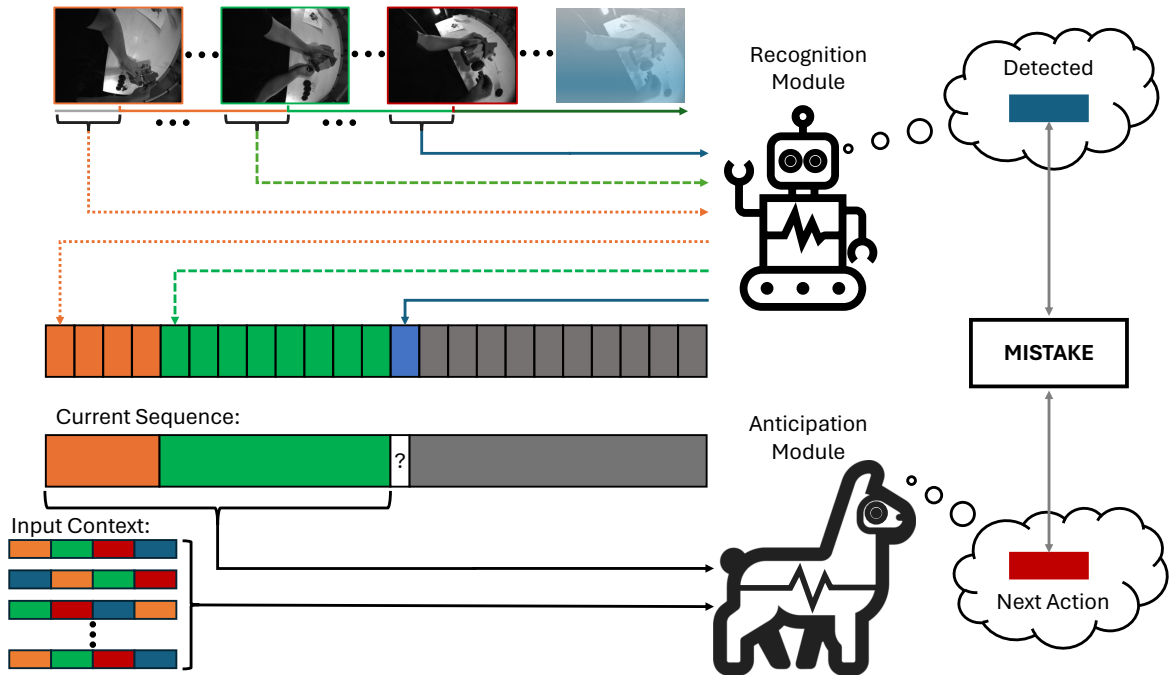 Recognition
Module
Detected
MISTAKE
Current Sequence:
?
Anticipation
Module
Input Context:
Next Action